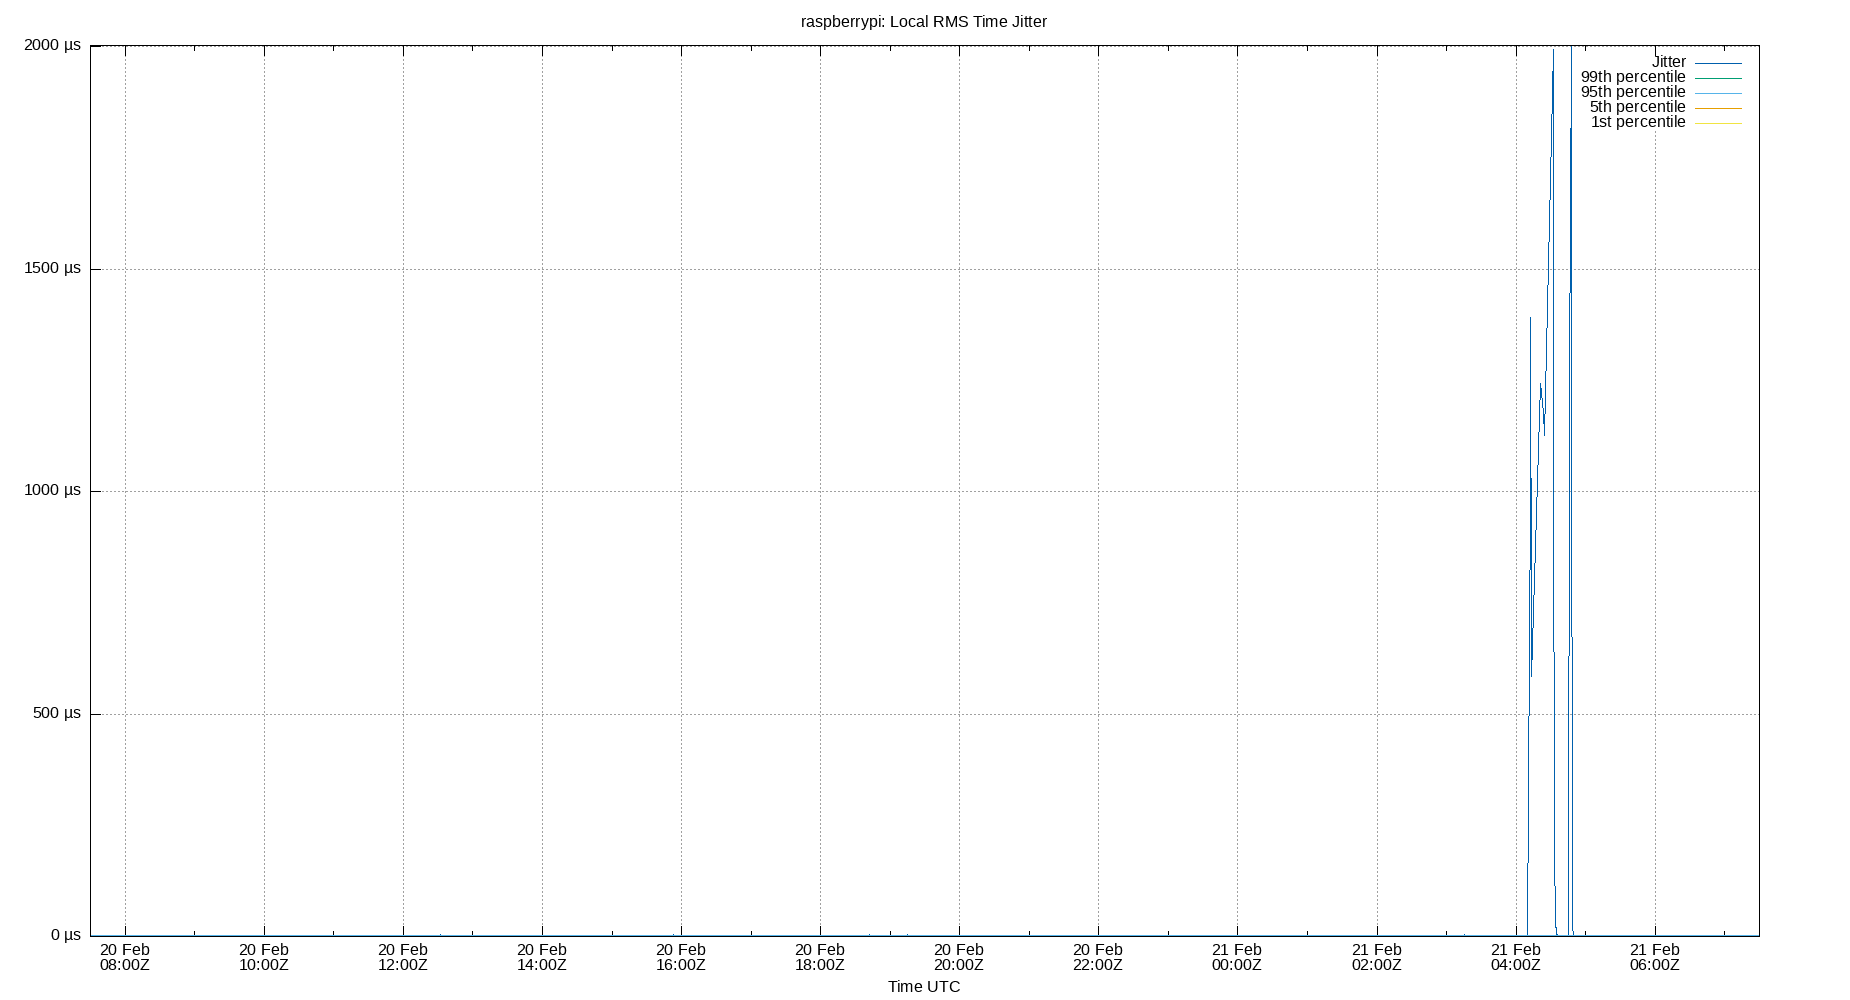 raspberrypi: Local RMS Time Jitter
2000 µs
1500 µs
1000 µs
500 µs
0 µs
Jitter
99th percentile
95th percentile
5th percentile
1st percentile
20 Feb 20 Feb 20 Feb 20 Feb 20 Feb 20 Feb 20 Feb 20 Feb 21 Feb 21 Feb 21 Feb 21 Feb
08:00Z 10:00Z 12:00Z 14:00Z 16:00Z 18:00Z 20:00Z 22:00Z 00:00Z 02:00Z 04:00Z 06:00Z
Time UTC